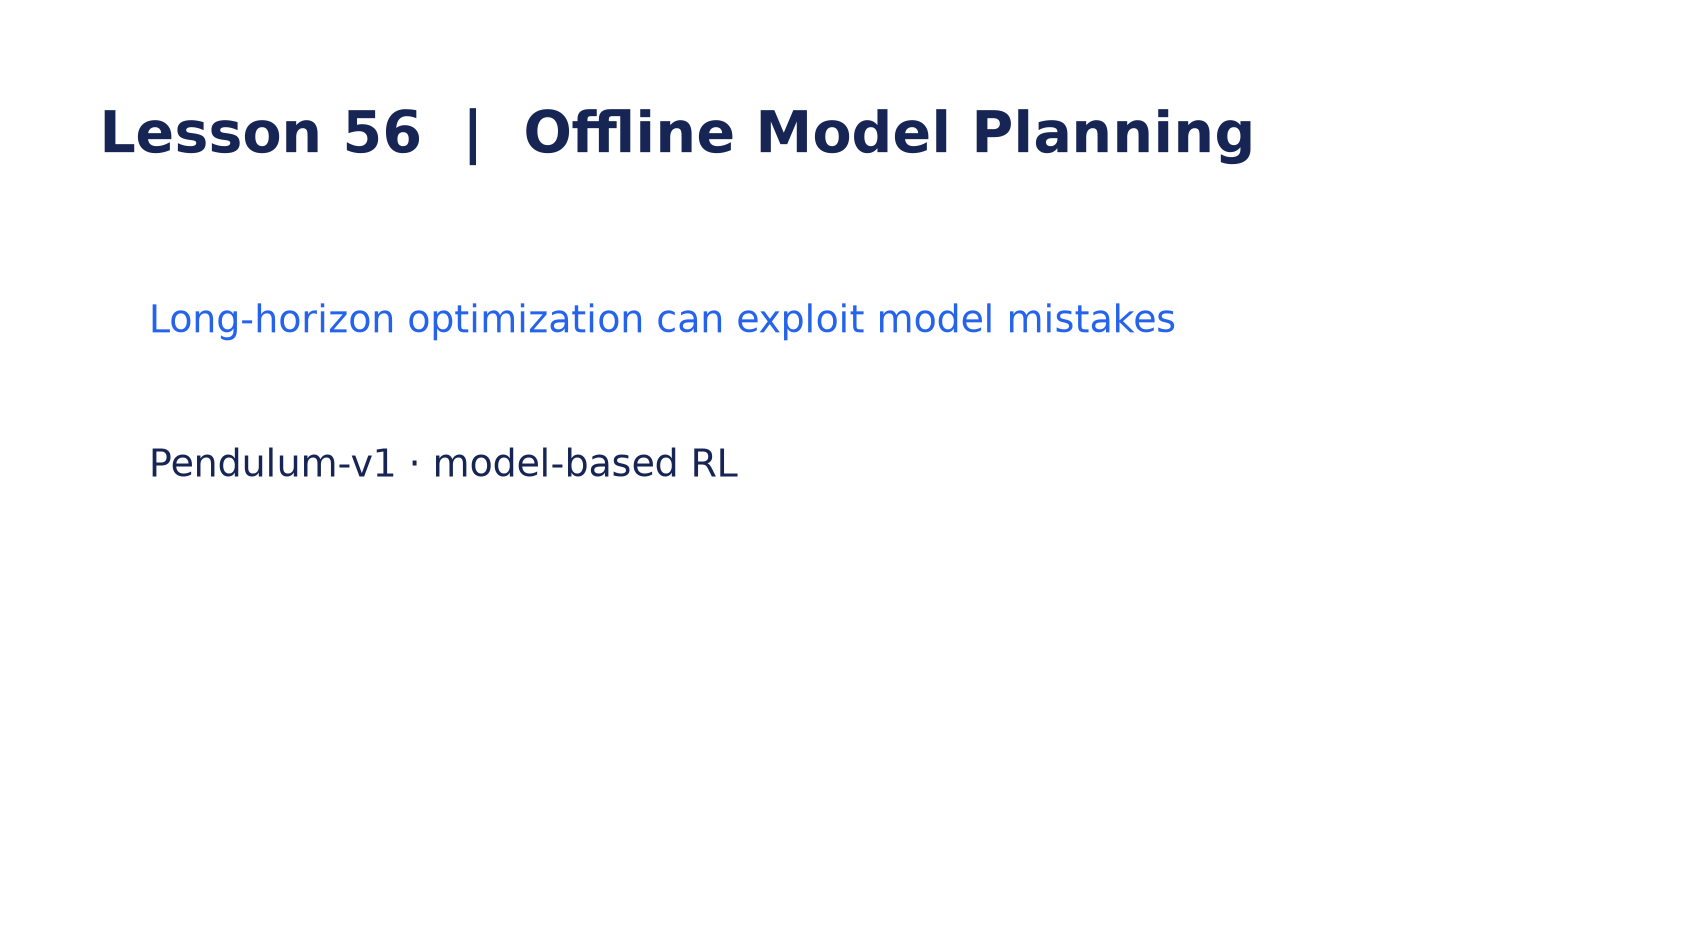 Lesson 56 | Offline Model Planning
Long-horizon optimization can exploit model mistakes
Pendulum-v1 · model-based RL